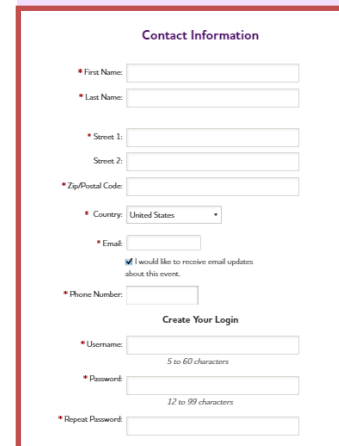 Contact Information
* First Name:
* Last Name:
* Street 1:
Street 2:
* Zip/Postal Code:
* Country: United States
* Email:
I would like to receive email updates
about this event.
* Phone Number:
Create Your Login
* Username:
5 to 60 characters
* Password:
12 to 99 characters
* Repeat Password: